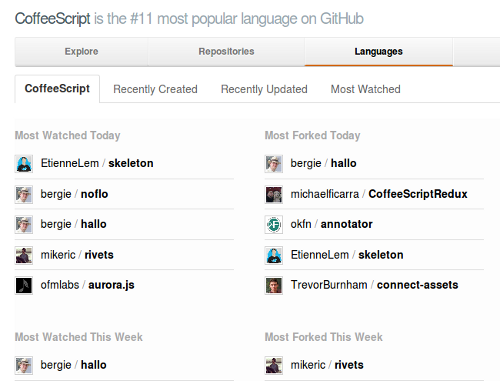 CoffeeScript is the #11 most popular language on GitHub
Explore Repositories Languages
CoffeeScript Recently Created Recently Updated Most Watched
Most Watched Today
EtienneLem / skeleton
bergie / noflo
bergie / hallo
mikeric / rivets
ofmlabs / aurora.js
Most Forked Today
bergie / hallo
michaelficarra / CoffeeScriptRedux
okfn / annotator
EtienneLem / skeleton
TrevorBurnham / connect-assets
Most Watched This Week
bergie / hallo
Most Forked This Week
mikeric / rivets